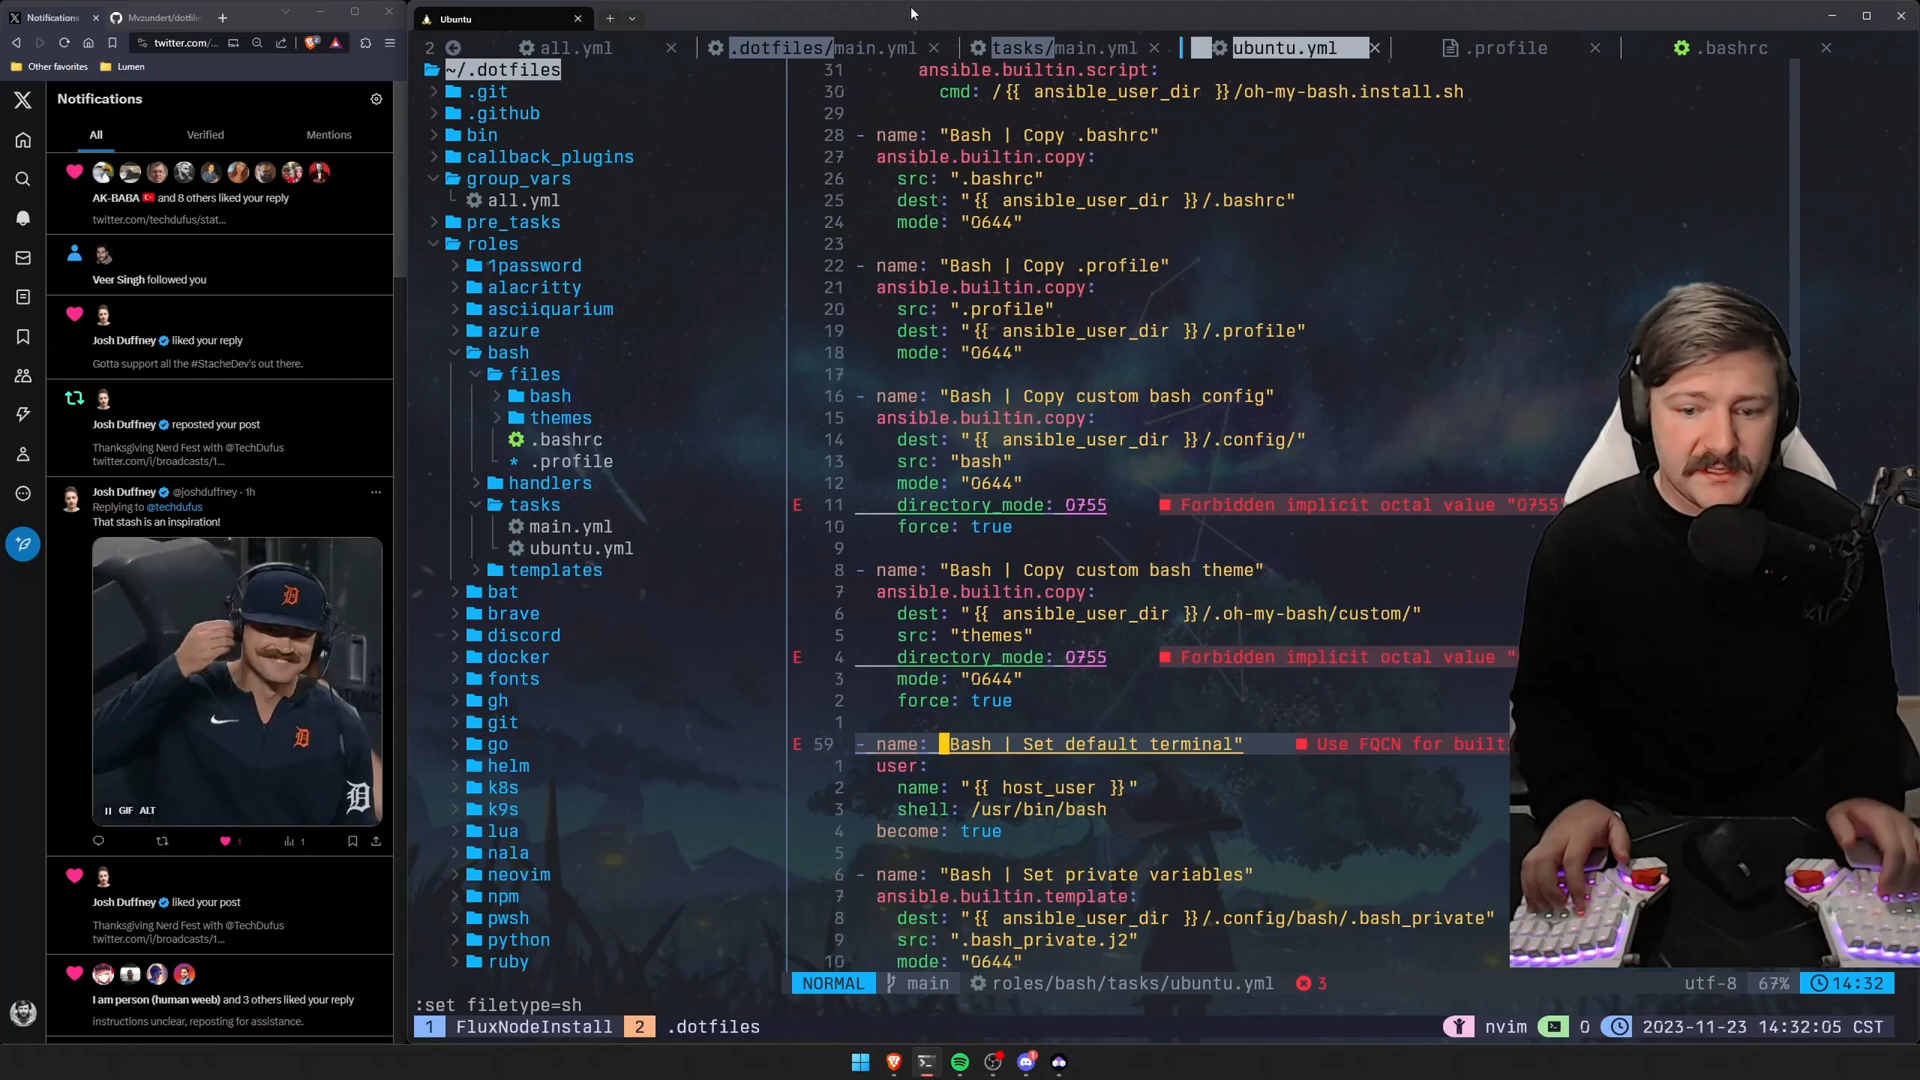 Notifications
Mvzundert/dotfile
Ubuntu
twitter.com/...
Other favorites
Lumen
Notifications
All
Verified
Mentions
AK-BABA 🇹🇷 and 8 others liked your reply
twitter.com/techdufus/stat...
Veer Singh followed you
Josh Duffney liked your reply
Gotta support all the #StacheDev's out there.
Josh Duffney reposted your post
Thanksgiving Nerd Fest with @TechDufus
twitter.com/i/broadcasts/1...
Josh Duffney @joshduffney · 1h
Replying to @techdufus
That stash is an inspiration!
GIF ALT
1
1
Josh Duffney liked your post
Thanksgiving Nerd Fest with @TechDufus
twitter.com/i/broadcasts/1...
I am person (human weeb) and 3 others liked your reply
instructions unclear, reposting for assistance.
2
all.yml
.dotfiles/main.yml
tasks/main.yml
ubuntu.yml
.profile
.bashrc
~/.dotfiles
.git
.github
bin
callback_plugins
group_vars
all.yml
pre_tasks
roles
1password
alacritty
asciiquarium
azure
bash
files
bash
themes
.bashrc
.profile
handlers
tasks
main.yml
ubuntu.yml
templates
bat
brave
discord
docker
fonts
gh
git
go
helm
k8s
k9s
lua
nala
neovim
npm
pwsh
python
ruby
31 ansible.builtin.script:
30 cmd: /{{ ansible_user_dir }}/oh-my-bash.install.sh
29
28 - name: "Bash | Copy .bashrc"
27 ansible.builtin.copy:
26 src: ".bashrc"
25 dest: "{{ ansible_user_dir }}/.bashrc"
24 mode: "0644"
23
22 - name: "Bash | Copy .profile"
21 ansible.builtin.copy:
20 src: ".profile"
19 dest: "{{ ansible_user_dir }}/.profile"
18 mode: "0644"
17
16 - name: "Bash | Copy custom bash config"
15 ansible.builtin.copy:
14 dest: "{{ ansible_user_dir }}/.config/"
13 src: "bash"
12 mode: "0644"
E 11 directory_mode: 0755 ■ Forbidden implicit octal value "0755"
10 force: true
9
8 - name: "Bash | Copy custom bash theme"
7 ansible.builtin.copy:
6 dest: "{{ ansible_user_dir }}/.oh-my-bash/custom/"
5 src: "themes"
E 4 directory_mode: 0755 ■ Forbidden implicit octal value "
3 mode: "0644"
2 force: true
1
E 59 - name: "Bash | Set default terminal" ■ Use FQCN for built
1 user:
2 name: "{{ host_user }}"
3 shell: /usr/bin/bash
4 become: true
5
6 - name: "Bash | Set private variables"
7 ansible.builtin.template:
8 dest: "{{ ansible_user_dir }}/.config/bash/.bash_private"
9 src: ".bash_private.j2"
10 mode: "0644"
NORMAL main roles/bash/tasks/ubuntu.yml 3 utf-8 67% 14:32
:set filetype=sh
1 FluxNodeInstall 2 .dotfiles nvim 0 2023-11-23 14:32:05 CST